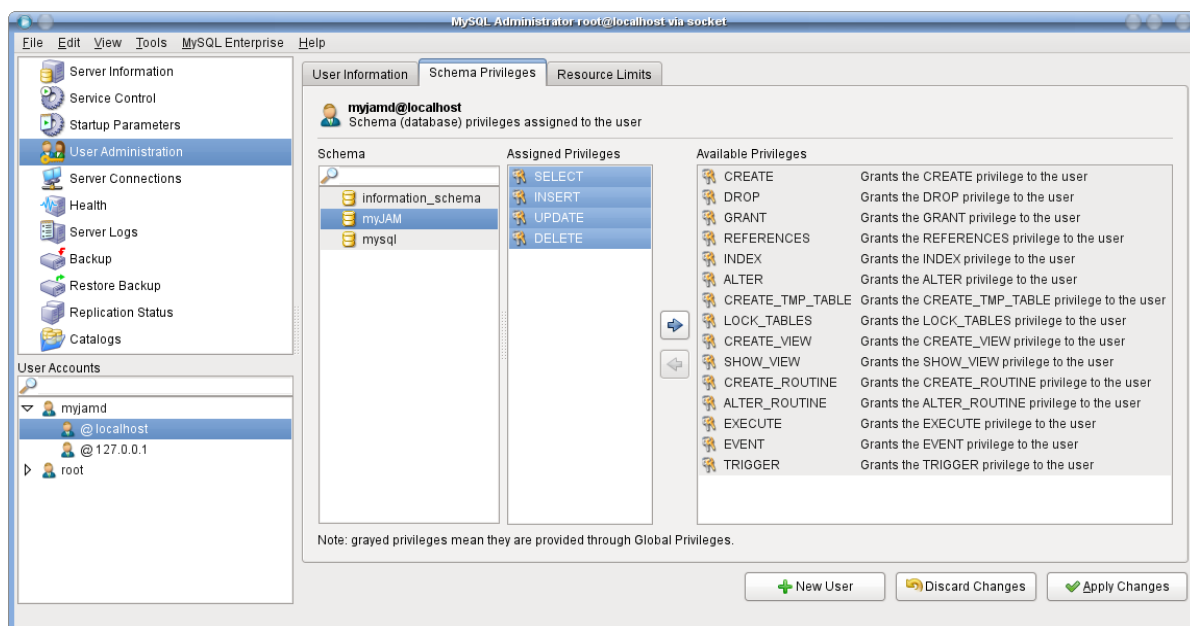 MySQL Administrator root@localhost via socket
File Edit View Tools MySQL Enterprise Help
Server Information
Service Control
Startup Parameters
User Administration
Server Connections
Health
Server Logs
Backup
Restore Backup
Replication Status
Catalogs
User Accounts
myjamd
@localhost
@127.0.0.1
root
User Information Schema Privileges Resource Limits
myjamd@localhost
Schema (database) privileges assigned to the user
Schema
information_schema
myJAM
mysql
Assigned Privileges
SELECT
INSERT
UPDATE
DELETE
Available Privileges
CREATE Grants the CREATE privilege to the user
DROP Grants the DROP privilege to the user
GRANT Grants the GRANT privilege to the user
REFERENCES Grants the REFERENCES privilege to the user
INDEX Grants the INDEX privilege to the user
ALTER Grants the ALTER privilege to the user
CREATE_TMP_TABLE Grants the CREATE_TMP_TABLE privilege to the user
LOCK_TABLES Grants the LOCK_TABLES privilege to the user
CREATE_VIEW Grants the CREATE_VIEW privilege to the user
SHOW_VIEW Grants the SHOW_VIEW privilege to the user
CREATE_ROUTINE Grants the CREATE_ROUTINE privilege to the user
ALTER_ROUTINE Grants the ALTER_ROUTINE privilege to the user
EXECUTE Grants the EXECUTE privilege to the user
EVENT Grants the EVENT privilege to the user
TRIGGER Grants the TRIGGER privilege to the user
Note: grayed privileges mean they are provided through Global Privileges.
New User Discard Changes Apply Changes